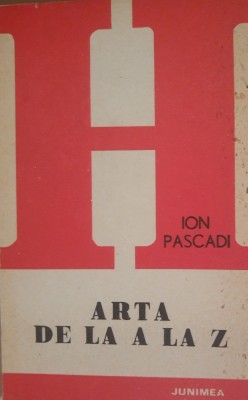 H
ION
PASCADI
ARTA
DE LA A LA Z
JUNIMEA